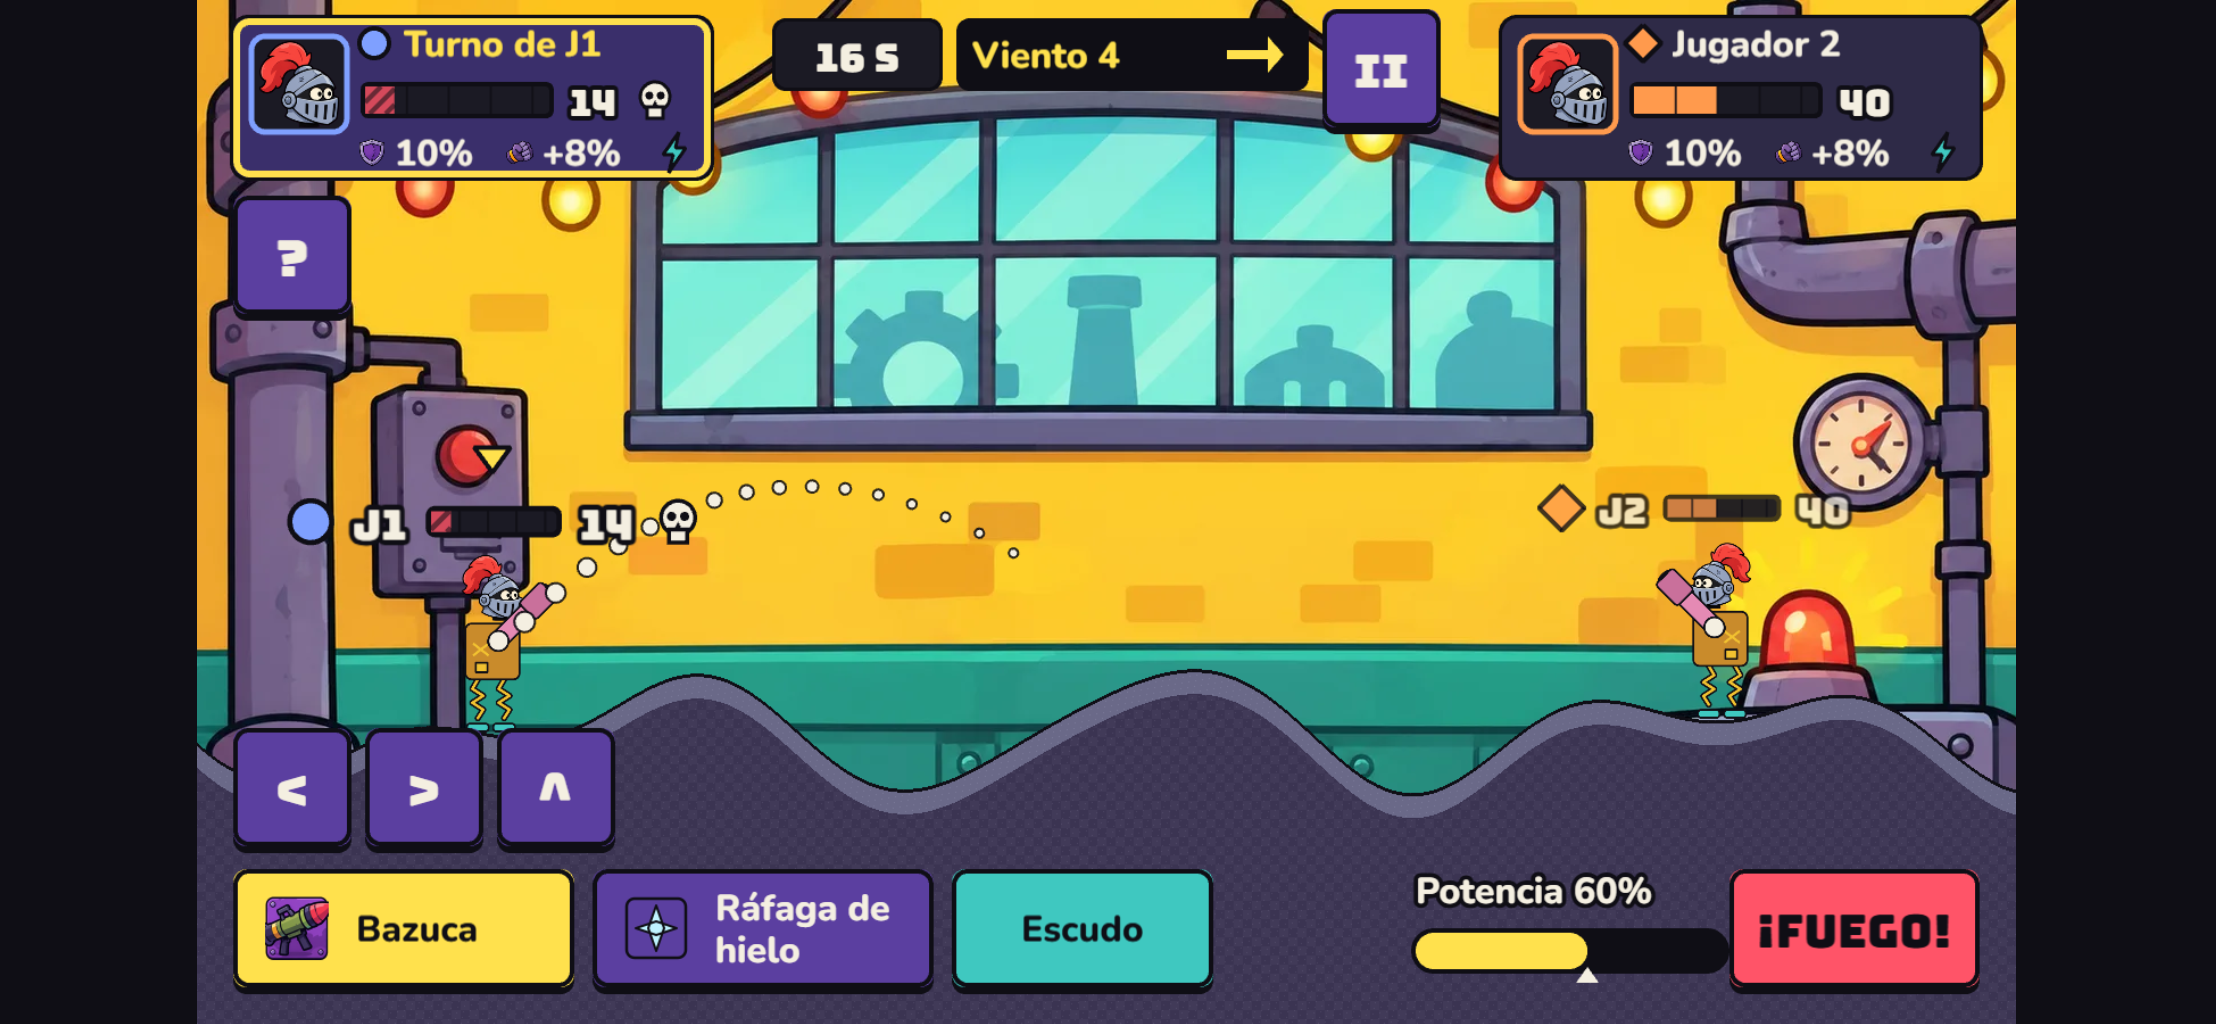 Turno de J1
14
10% +8%
16 S
Viento 4
II
Jugador 2
40
10% +8%
?
J1 14
J2 40
< > ^
Bazuca
Ráfaga de
hielo
Escudo
Potencia 60%
¡FUEGO!